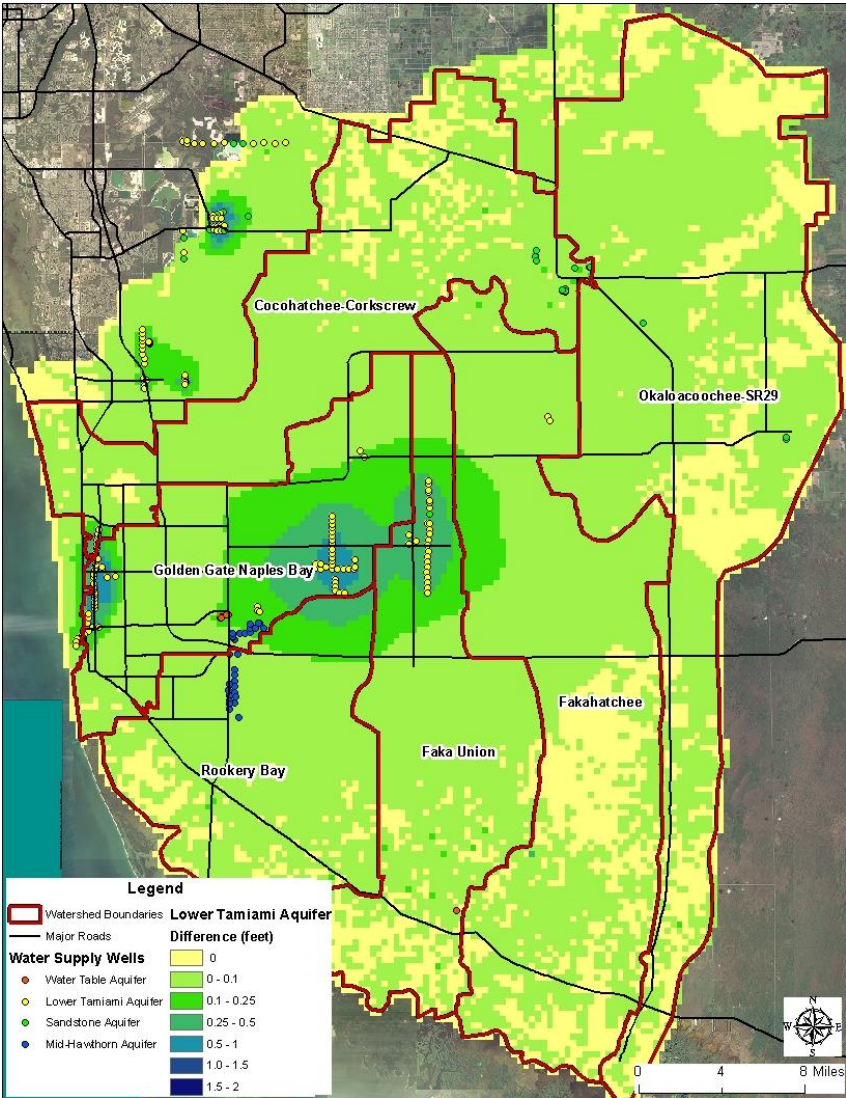 Cocohatchee-Corkscrew
Okaloacoochee-SR29
Golden Gate Naples Bay
Fakahatchee
Faka Union
Rookery Bay
Legend
Watershed Boundaries
Major Roads
Water Supply Wells
Water Table Aquifer
Lower Tamiami Aquifer
Sandstone Aquifer
Mid-Hawthorn Aquifer
Lower Tamiami Aquifer
Difference (feet)
0
0 - 0.1
0.1 - 0.25
0.25 - 0.5
0.5 - 1
1.0 - 1.5
1.5 - 2
N
W E
S
0 4 8 Miles